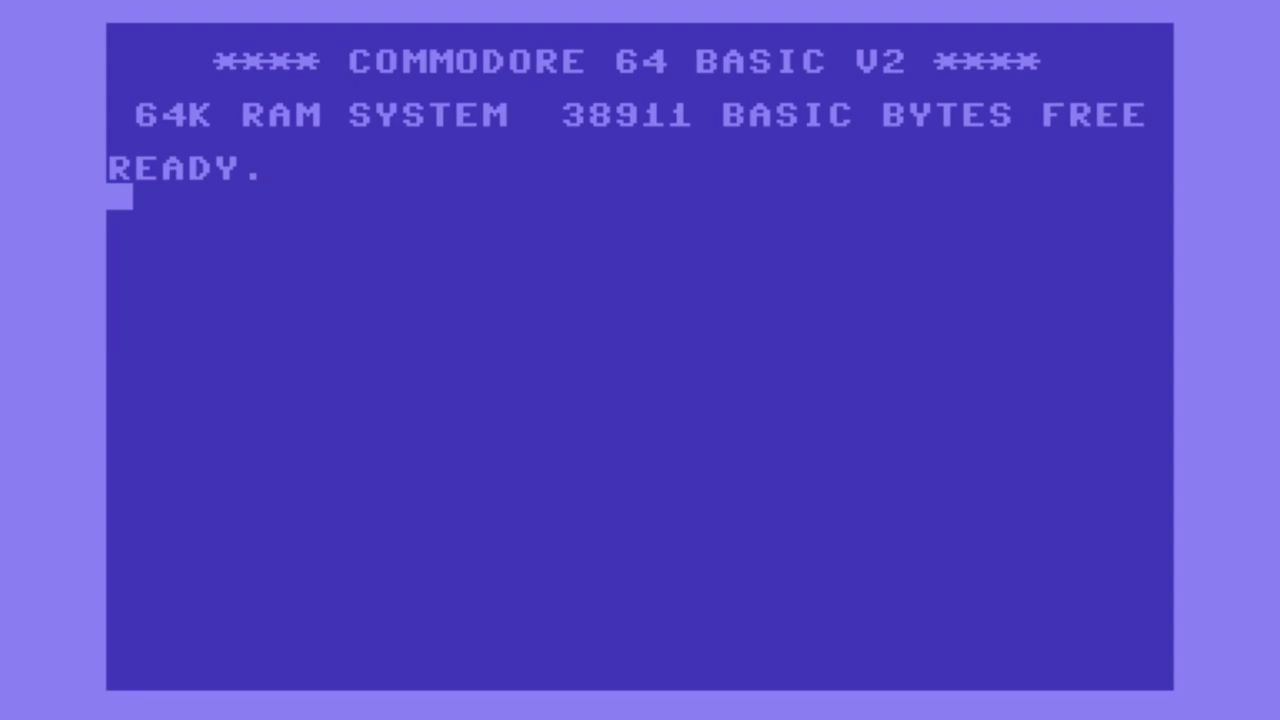 **** COMMODORE 64 BASIC V2 ****
64K RAM SYSTEM  38911 BASIC BYTES FREE
READY.